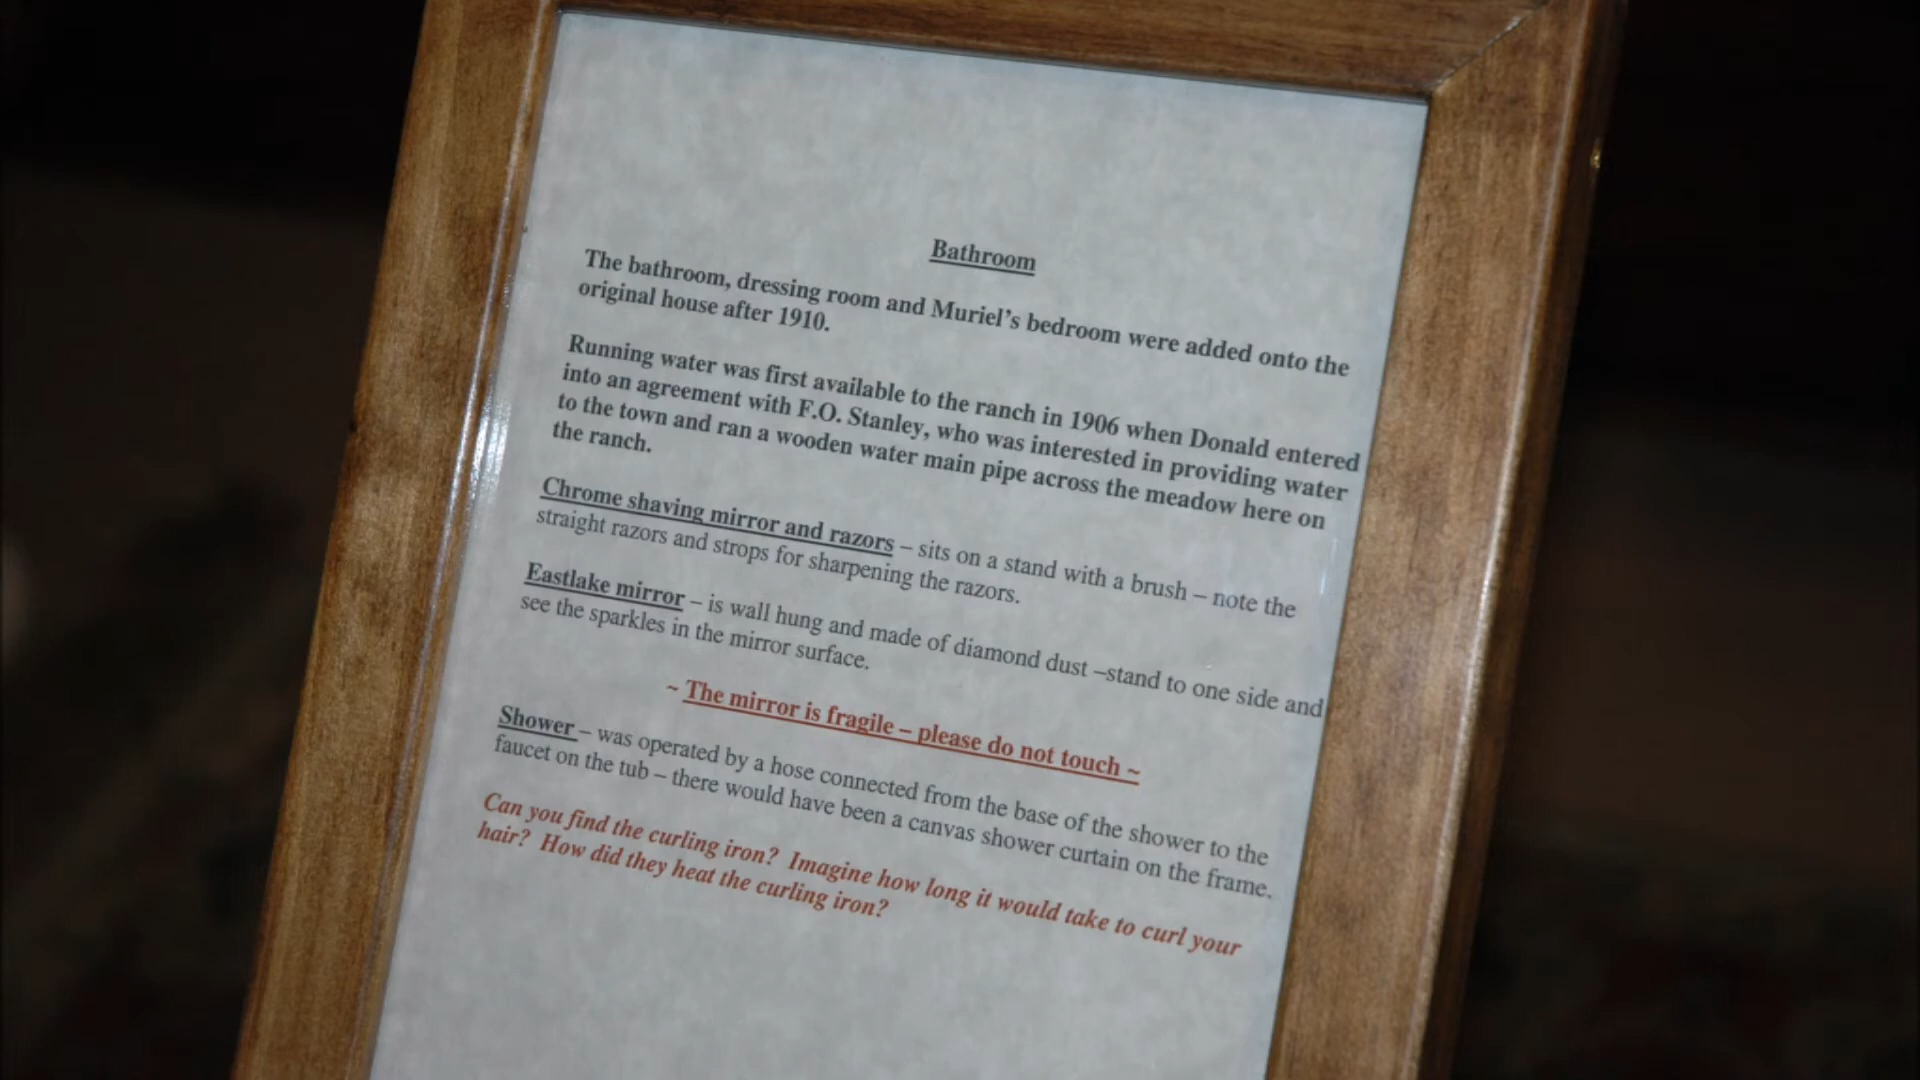 Bathroom
The bathroom, dressing room and Muriel's bedroom were added onto the
original house after 1910.
Running water was first available to the ranch in 1906 when Donald entered
into an agreement with F.O. Stanley, who was interested in providing water
to the town and ran a wooden water main pipe across the meadow here on
the ranch.
Chrome shaving mirror and razors – sits on a stand with a brush – note the
straight razors and strops for sharpening the razors.
Eastlake mirror – is wall hung and made of diamond dust –stand to one side and
see the sparkles in the mirror surface.
~ The mirror is fragile – please do not touch ~
Shower – was operated by a hose connected from the base of the shower to the
faucet on the tub – there would have been a canvas shower curtain on the frame.
Can you find the curling iron? Imagine how long it would take to curl your
hair? How did they heat the curling iron?